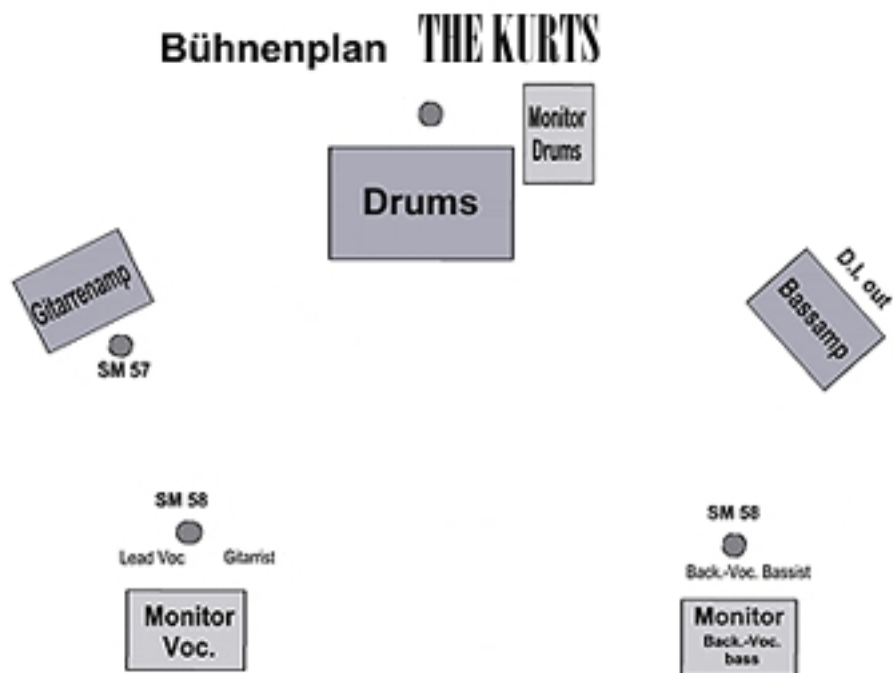 Bühnenplan THE KURTS
Monitor
Drums
Drums
Gitarrenamp
SM 57
D.I. out
Bassamp
SM 58
Lead Voc Gitarrist
Monitor
Voc.
SM 58
Back.-Voc. Bassist
Monitor
Back.-Voc.
bass